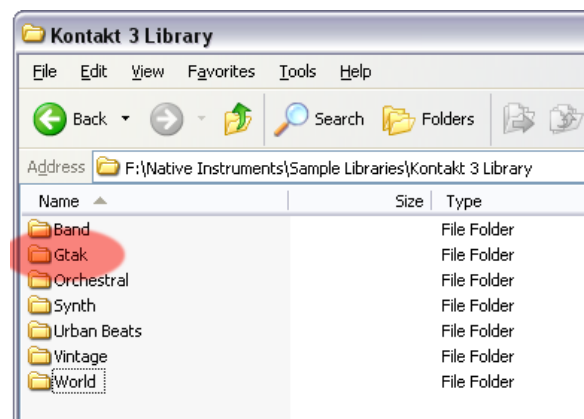 Kontakt 3 Library
File Edit View Favorites Tools Help
Back Search Folders
Address F:\Native Instruments\Sample Libraries\Kontakt 3 Library
Name Size Type
Band File Folder
Gtak File Folder
Orchestral File Folder
Synth File Folder
Urban Beats File Folder
Vintage File Folder
World File Folder